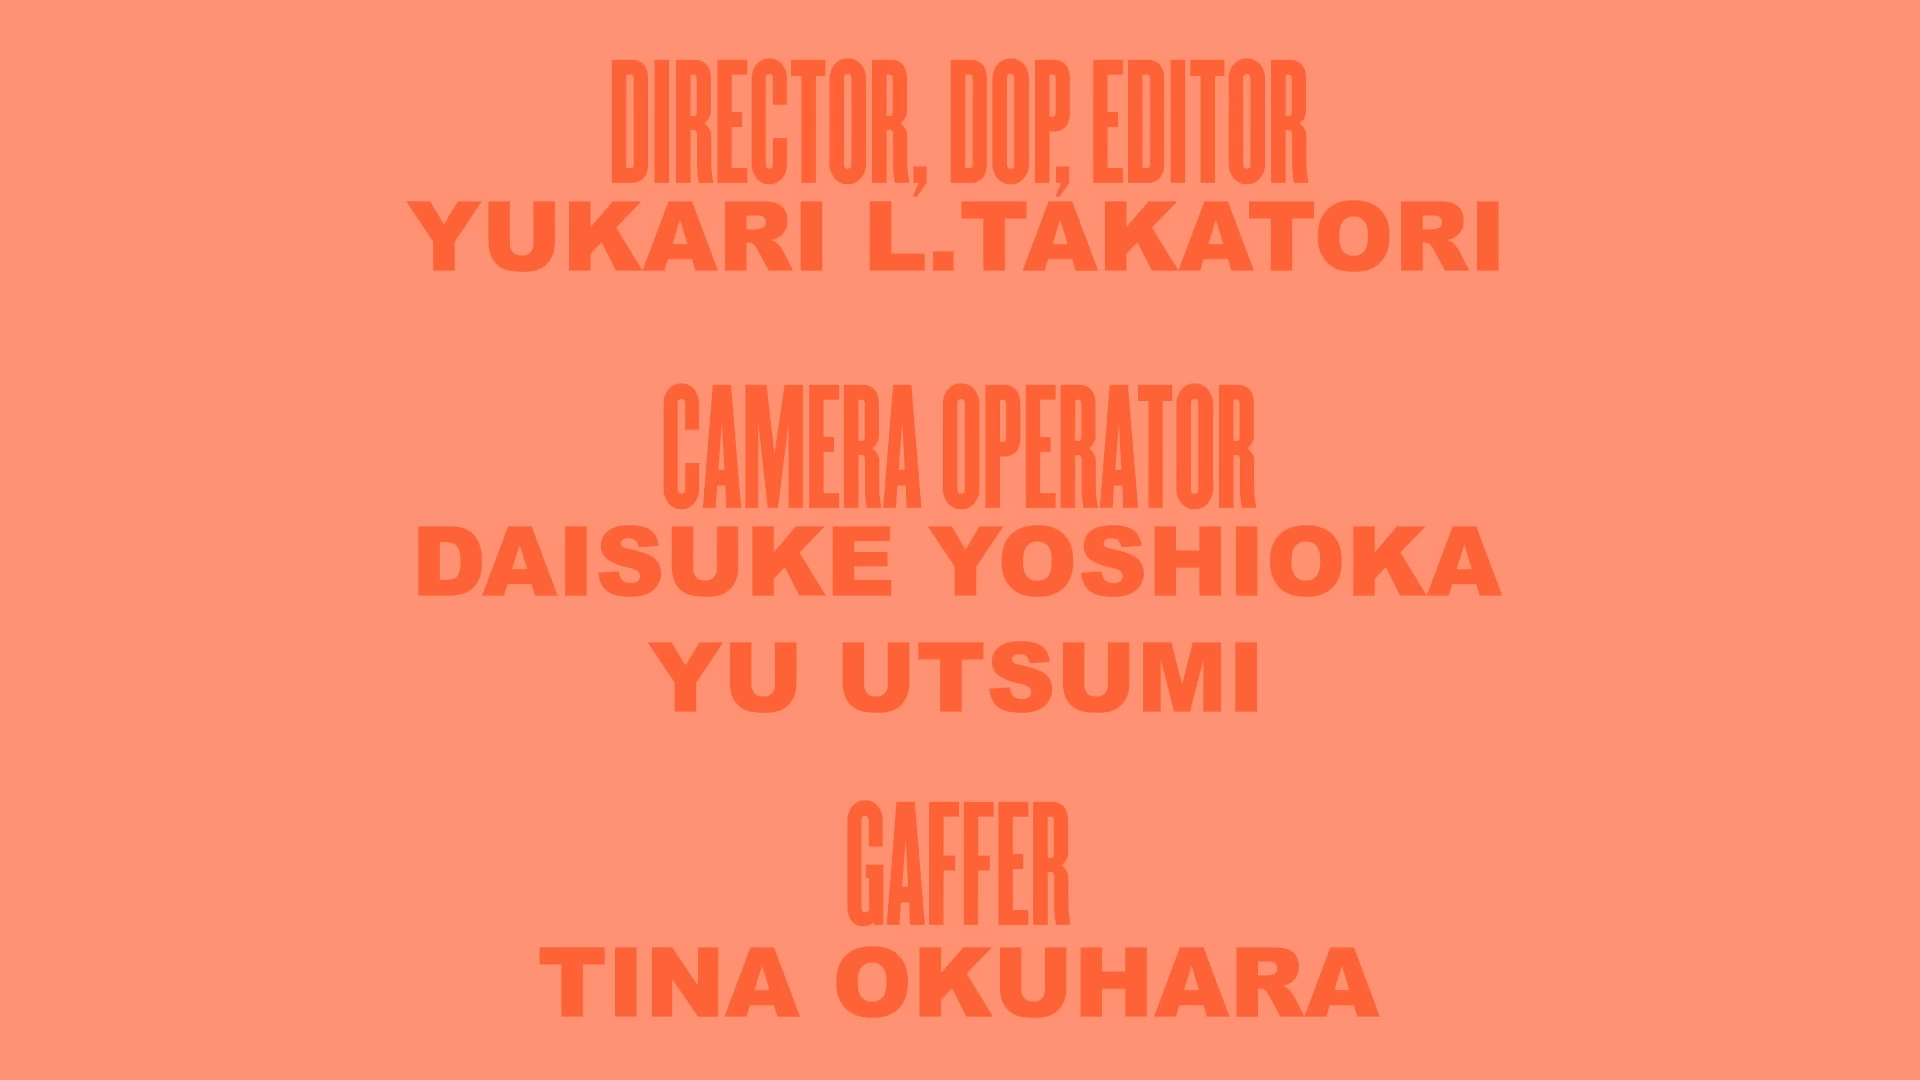 DIRECTOR, DOP, EDITOR
YUKARI L.TAKATORI
CAMERA OPERATOR
DAISUKE YOSHIOKA
YU UTSUMI
GAFFER
TINA OKUHARA